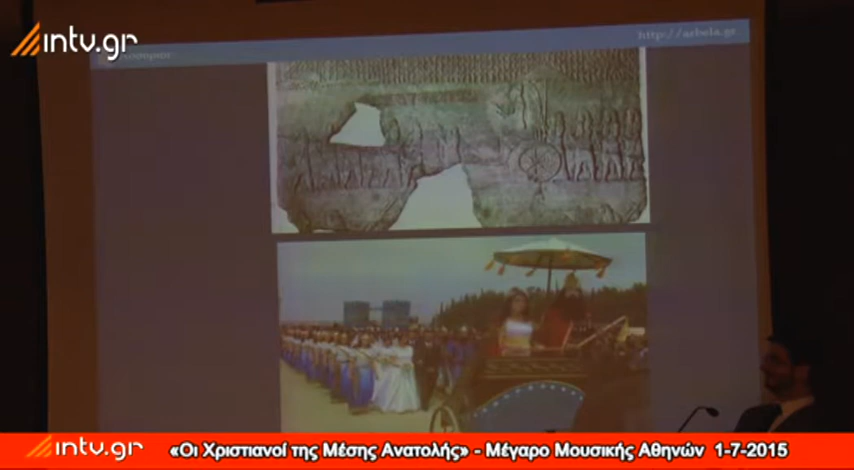 intv.gr
http://arbela.gr
intv.gr «Οι Χριστιανοί της Μέσης Ανατολής» - Μέγαρο Μουσικής Αθηνών 1-7-2015